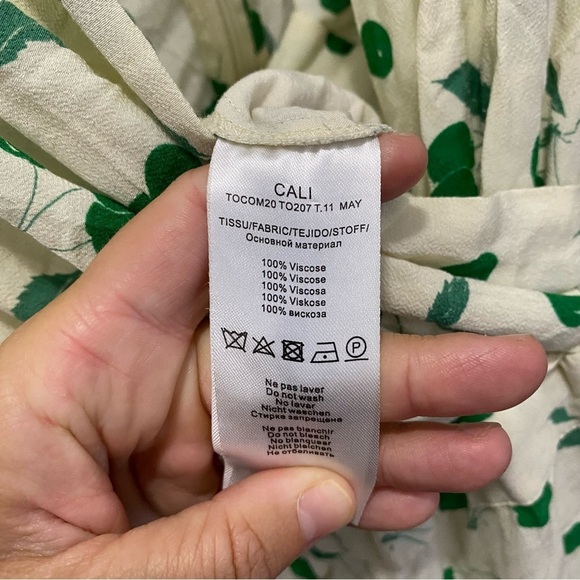 CALI
TOCOM20 TO207 T.11 MAY
TISSU/FABRIC/TEJIDO/STOFF/
Основной материал
100% Viscose
100% Viscose
100% Viscosa
100% Viskose
100% вискоза
P
Ne pas laver
Do not wash
No lavar
Nicht waschen
Стирка запрещение
Ne pas blanchir
Do not bleach
No blanquear
Nicht bleichen
Не отбеливать